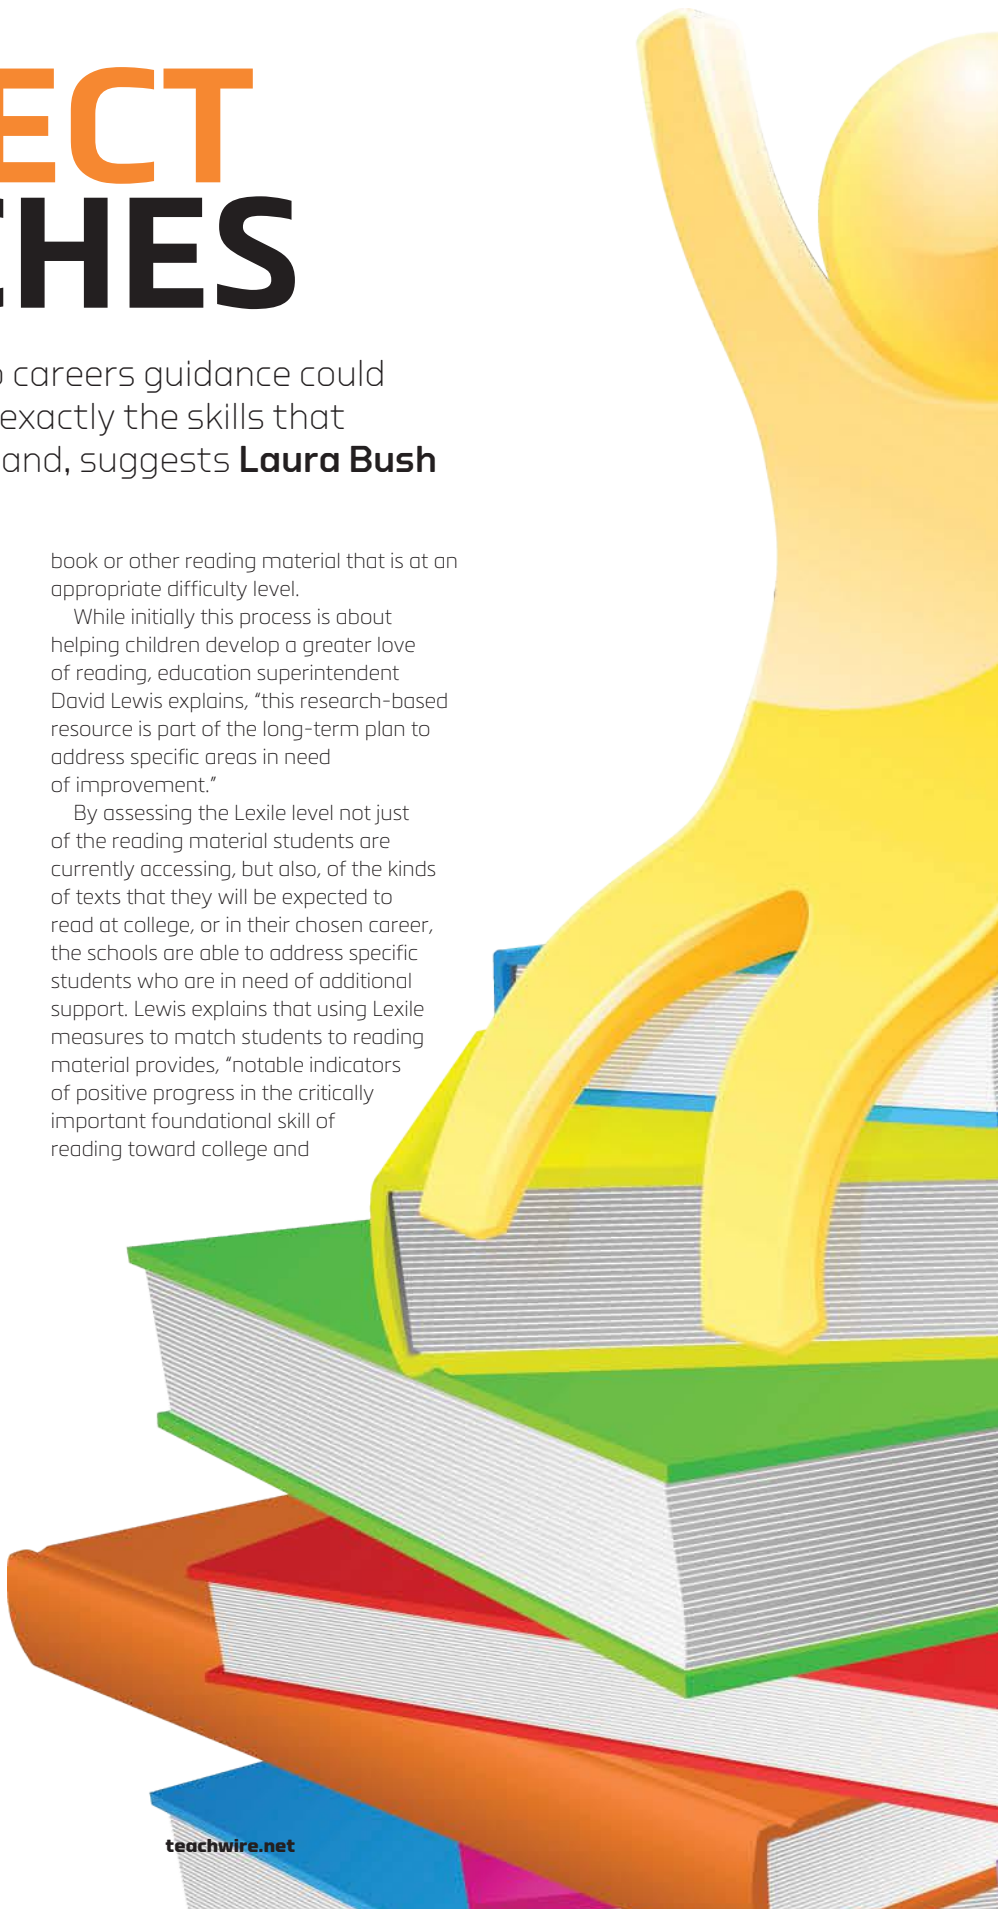 ECT
CHES
o careers guidance could
exactly the skills that
and, suggests Laura Bush
book or other reading material that is at an
appropriate difficulty level.
While initially this process is about
helping children develop a greater love
of reading, education superintendent
David Lewis explains, “this research-based
resource is part of the long-term plan to
address specific areas in need
of improvement.”
By assessing the Lexile level not just
of the reading material students are
currently accessing, but also, of the kinds
of texts that they will be expected to
read at college, or in their chosen career,
the schools are able to address specific
students who are in need of additional
support. Lewis explains that using Lexile
measures to match students to reading
material provides, “notable indicators
of positive progress in the critically
important foundational skill of
reading toward college and
teachwire.net